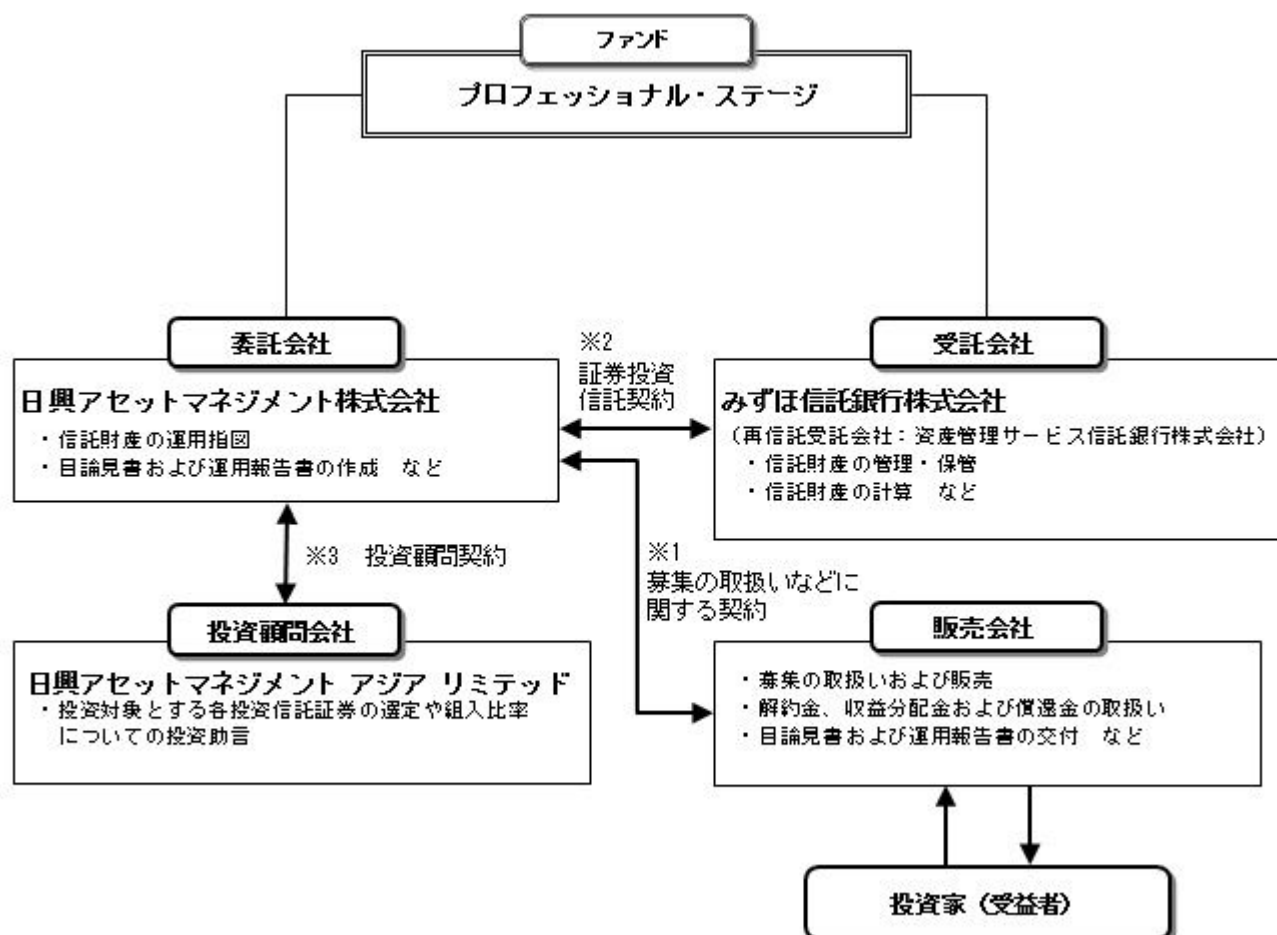 ファンド
プロフェッショナル・ステージ
委託会社
日興アセットマネジメント株式会社
・信託財産の運用指図
・目論見書および運用報告書の作成 など
※2
証券投資
信託契約
受託会社
みずほ信託銀行株式会社
（再信託受託会社：資産管理サービス信託銀行株式会社）
・信託財産の管理・保管
・信託財産の計算 など
※3 投資顧問契約
※1
募集の取扱いなどに
関する契約
投資顧問会社
日興アセットマネジメント アジア リミテッド
・投資対象とする各投資信託証券の選定や組入比率
についての投資助言
販売会社
・募集の取扱いおよび販売
・解約金、収益分配金および償還金の取扱い
・目論見書および運用報告書の交付 など
投資家（受益者）